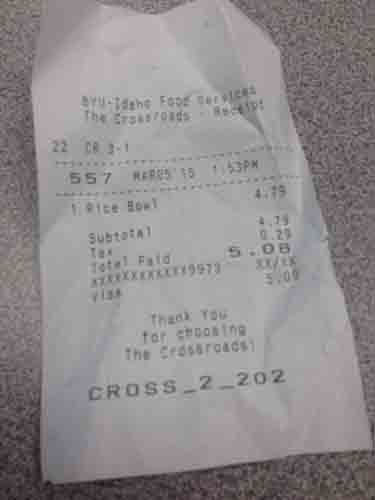 BYU-Idaho Food Services
The Crossroads - Receipt
22 CR 3-1
557 MAR05'15 1:53PM
1 Rice Bowl 4.79
Subtotal 4.79
Tax 0.29
Total Paid 5.08
XXXXXXXXXXXX9973 XX/XX
Visa 5.08
Thank You
for choosing
The Crossroads!
CROSS_2_202